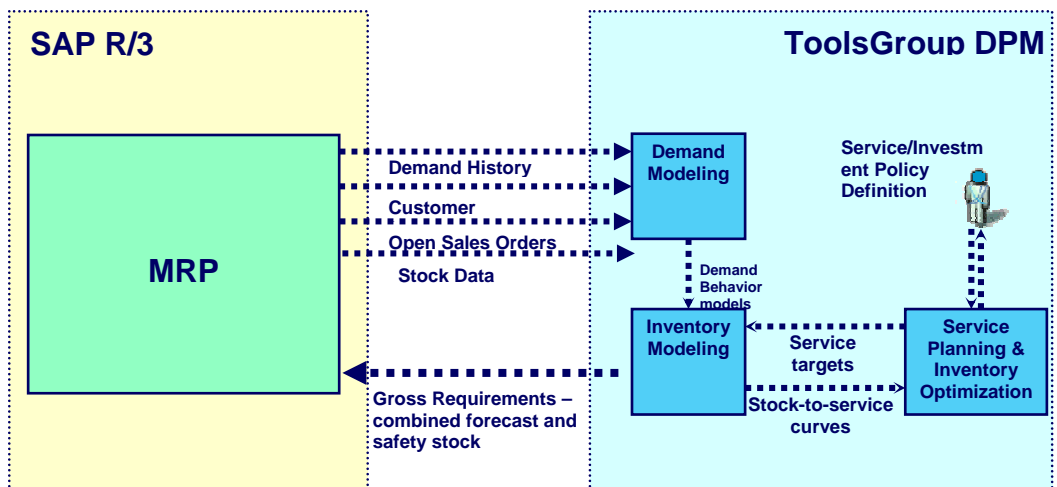 SAP R/3
ToolsGroup DPM
MRP
Demand History
Customer
Open Sales Orders
Stock Data
Demand
Modeling
Service/Investm
ent Policy
Definition
Demand
Behavior
models
Inventory
Modeling
Service
targets
Service
Planning &
Inventory
Optimization
Stock-to-service
curves
Gross Requirements –
combined forecast and
safety stock